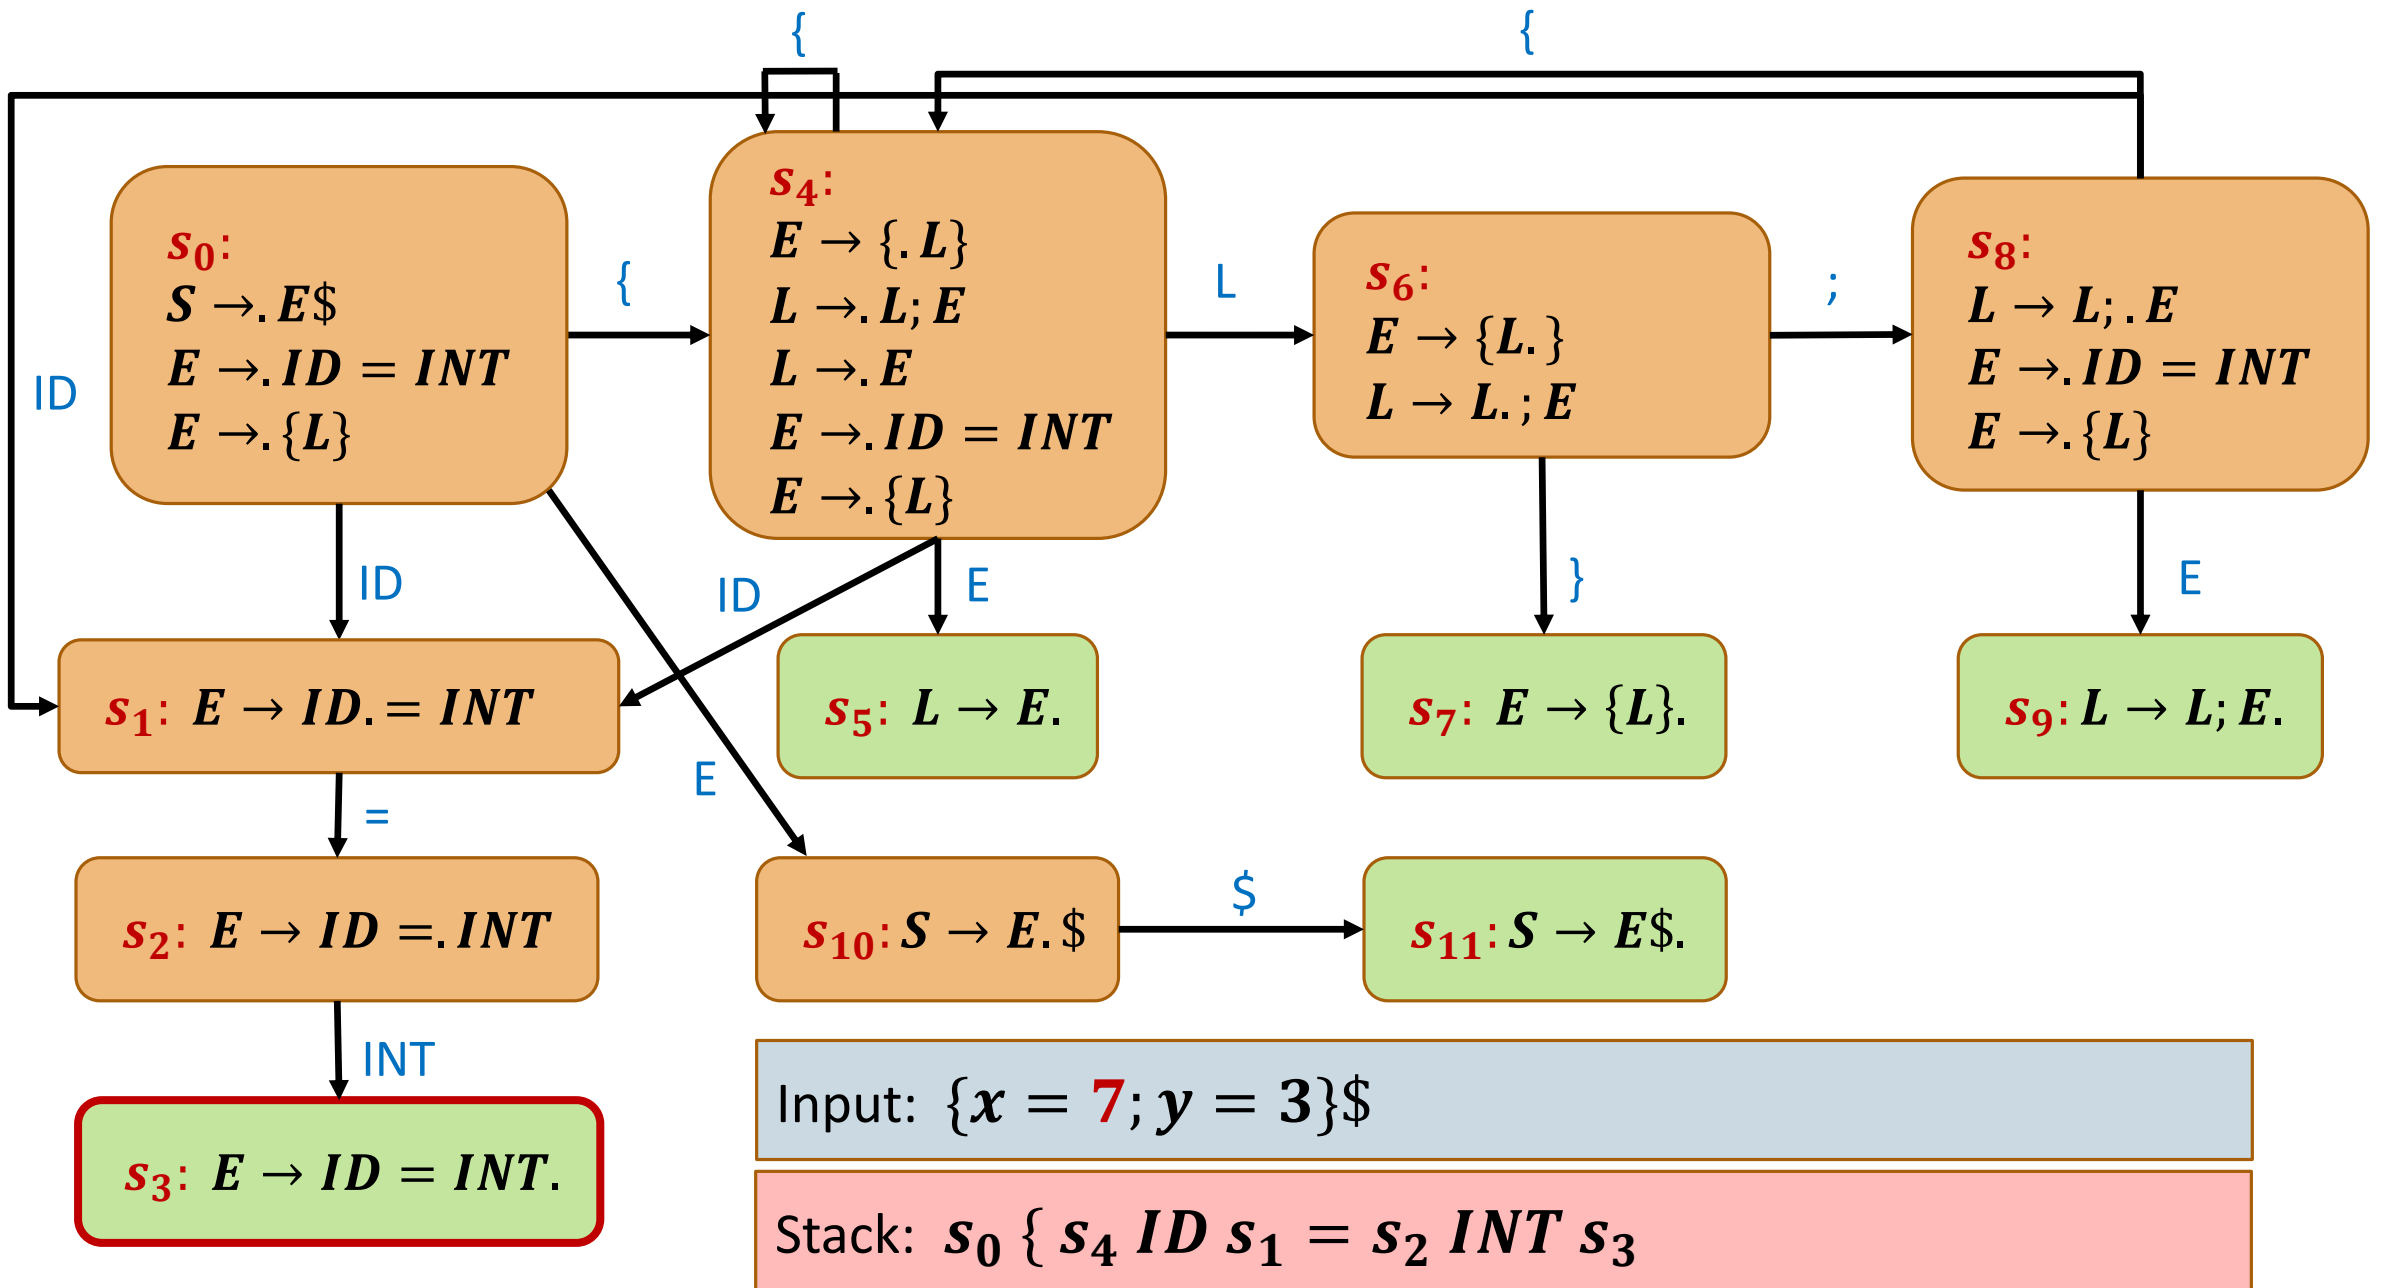 {
{
s₀:
S →. E$
E →. ID = INT
E →. {L}
{
s₄:
E → {. L}
L →. L; E
L →. E
E →. ID = INT
E →. {L}
L
s₆:
E → {L. }
L → L. ; E
;
s₈:
L → L; . E
E →. ID = INT
E →. {L}
ID
ID
ID
E
}
E
s₁: E → ID. = INT
s₅: L → E.
s₇: E → {L}.
s₉: L → L; E.
E
=
s₂: E → ID =. INT
s₁₀: S → E. $
$
s₁₁: S → E$.
INT
s₃: E → ID = INT.
Input: {x = 7; y = 3}$
Stack: s₀ { s₄ ID s₁ = s₂ INT s₃